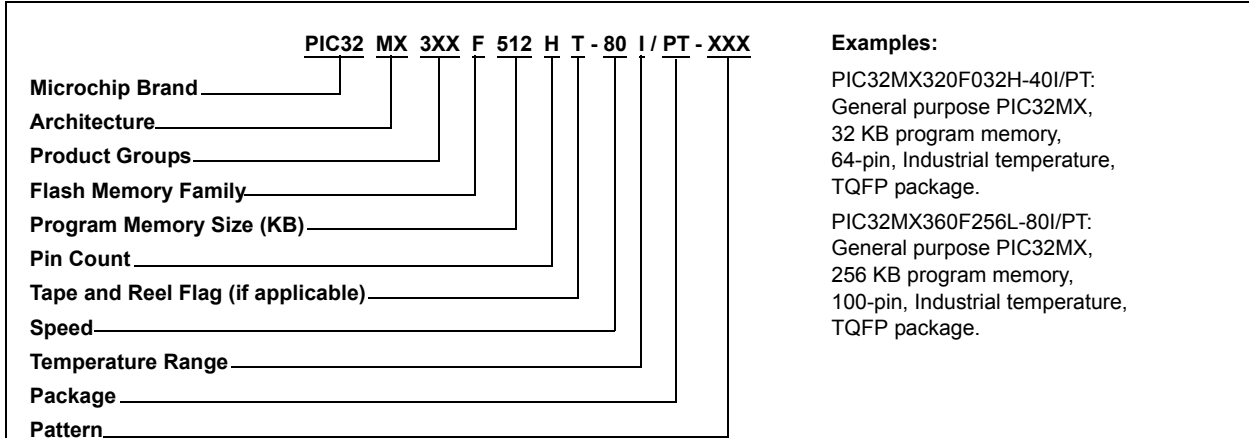 PIC32 MX 3XX F 512 H T - 80 I / PT - XXX
Microchip Brand
Architecture
Product Groups
Flash Memory Family
Program Memory Size (KB)
Pin Count
Tape and Reel Flag (if applicable)
Speed
Temperature Range
Package
Pattern
Examples:
PIC32MX320F032H-40I/PT:
General purpose PIC32MX,
32 KB program memory,
64-pin, Industrial temperature,
TQFP package.
PIC32MX360F256L-80I/PT:
General purpose PIC32MX,
256 KB program memory,
100-pin, Industrial temperature,
TQFP package.